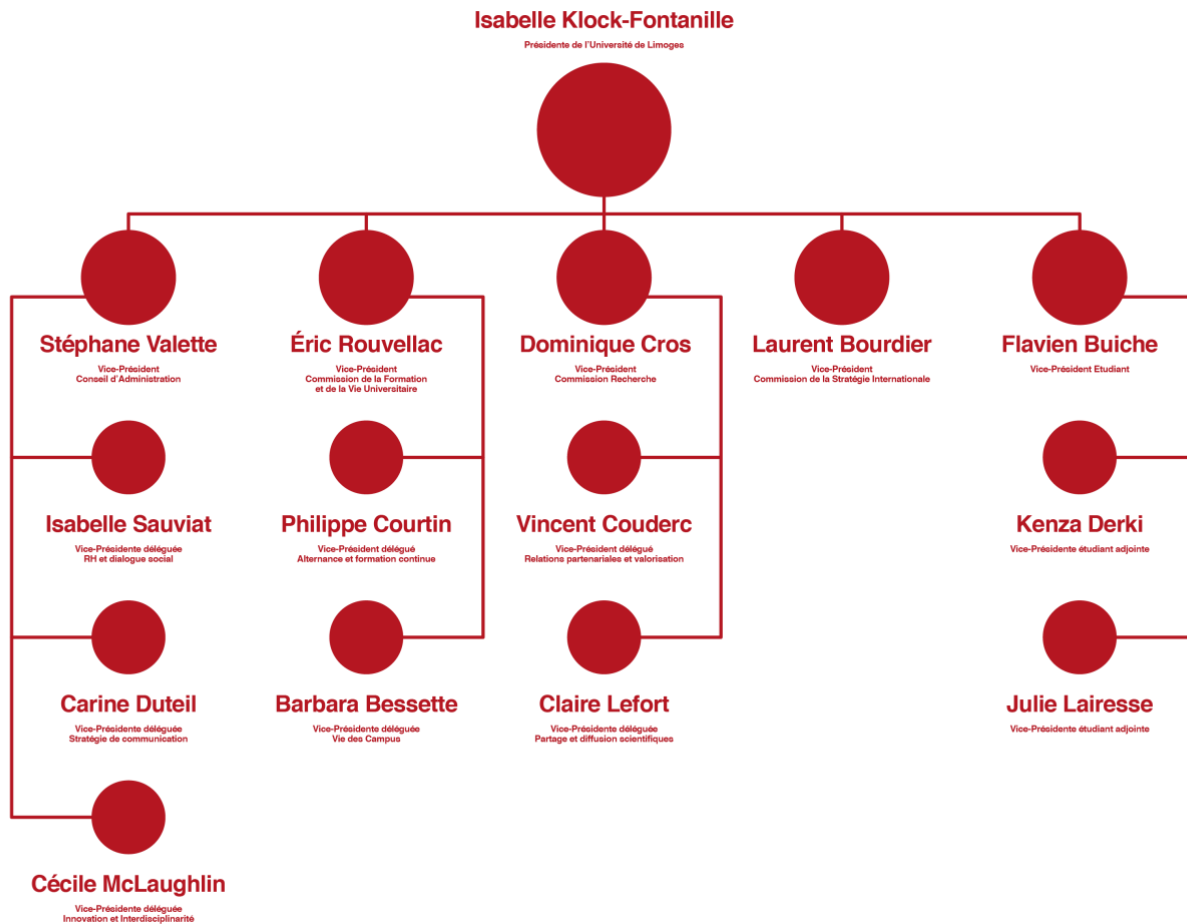 Isabelle Klock-Fontanille
Présidente de l'Université de Limoges
Stéphane Valette
Vice-Président
Conseil d'Administration
Éric Rouvellac
Vice-Président
Commission de la Formation
et de la Vie Universitaire
Dominique Cros
Vice-Président
Commission Recherche
Laurent Bourdier
Vice-Président
Commission de la Stratégie Internationale
Flavien Buiche
Vice-Président Etudiant
Isabelle Sauviat
Vice-Présidente déléguée
RH et dialogue social
Philippe Courtin
Vice-Président délégué
Alternance et formation continue
Vincent Couderc
Vice-Président délégué
Relations partenariales et valorisation
Kenza Derki
Vice-Présidente étudiant adjointe
Carine Duteil
Vice-Présidente déléguée
Stratégie de communication
Barbara Bessette
Vice-Présidente déléguée
Vie des Campus
Claire Lefort
Vice-Présidente déléguée
Partage et diffusion scientifiques
Julie Lairesse
Vice-Présidente étudiant adjointe
Cécile McLaughlin
Vice-Présidente déléguée
Innovation et Interdisciplinarité